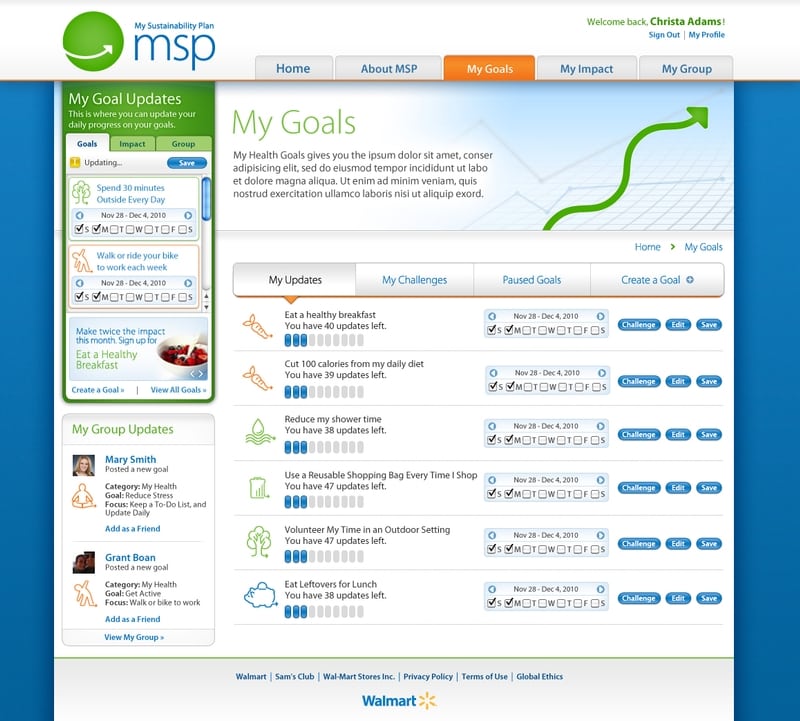 My Sustainability Plan
msp
Welcome back, Christa Adams!
Sign Out | My Profile
Home
About MSP
My Goals
My Impact
My Group
My Goal Updates
This is where you can update your
daily progress on your goals.
Goals
Impact
Group
Updating...
Save
Spend 30 minutes
Outside Every Day
Nov 28 - Dec 4, 2010
S M T W T F S
Walk or ride your bike
to work each week
Nov 28 - Dec 4, 2010
S M T W T F S
Make twice the impact
this month. Sign up for
Eat a Healthy
Breakfast
Create a Goal » | View All Goals »
My Group Updates
Mary Smith
Posted a new goal
Category: My Health
Goal: Reduce Stress
Focus: Keep a To-Do List, and
Update Daily
Add as a Friend
Grant Boan
Posted a new goal
Category: My Health
Goal: Get Active
Focus: Walk or bike to work
Add as a Friend
View My Group »
My Goals
My Health Goals gives you the ipsum dolor sit amet, conser
adipisicing elit, sed do eiusmod tempor incididunt ut labo
et dolore magna aliqua. Ut enim ad minim veniam, quis
nostrud exercitation ullamco laboris nisi ut aliquip exord.
Home > My Goals
My Updates
My Challenges
Paused Goals
Create a Goal
Eat a healthy breakfast
You have 40 updates left.
Nov 28 - Dec 4, 2010
S M T W T F S
Challenge Edit Save
Cut 100 calories from my daily diet
You have 39 updates left.
Nov 28 - Dec 4, 2010
S M T W T F S
Challenge Edit Save
Reduce my shower time
You have 38 updates left.
Nov 28 - Dec 4, 2010
S M T W T F S
Challenge Edit Save
Use a Reusable Shopping Bag Every Time I Shop
You have 47 updates left.
Nov 28 - Dec 4, 2010
S M T W T F S
Challenge Edit Save
Volunteer My Time in an Outdoor Setting
You have 47 updates left.
Nov 28 - Dec 4, 2010
S M T W T F S
Challenge Edit Save
Eat Leftovers for Lunch
You have 38 updates left.
Nov 28 - Dec 4, 2010
S M T W T F S
Challenge Edit Save
Walmart | Sam's Club | Wal-Mart Stores Inc. | Privacy Policy | Terms of Use | Global Ethics
Walmart